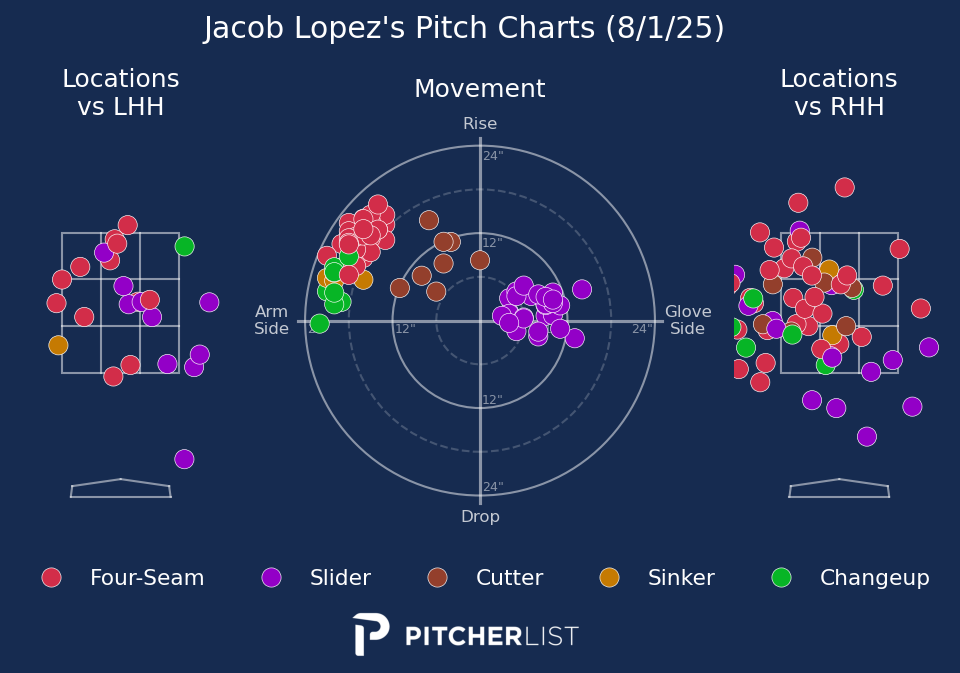 Jacob Lopez's Pitch Charts (8/1/25)
Locations
vs LHH
Movement
Locations
vs RHH
Rise
24"
12"
Arm
Side
12"
24"
Glove
Side
12"
24"
Drop
Four-Seam
Slider
Cutter
Sinker
Changeup
PITCHERLIST